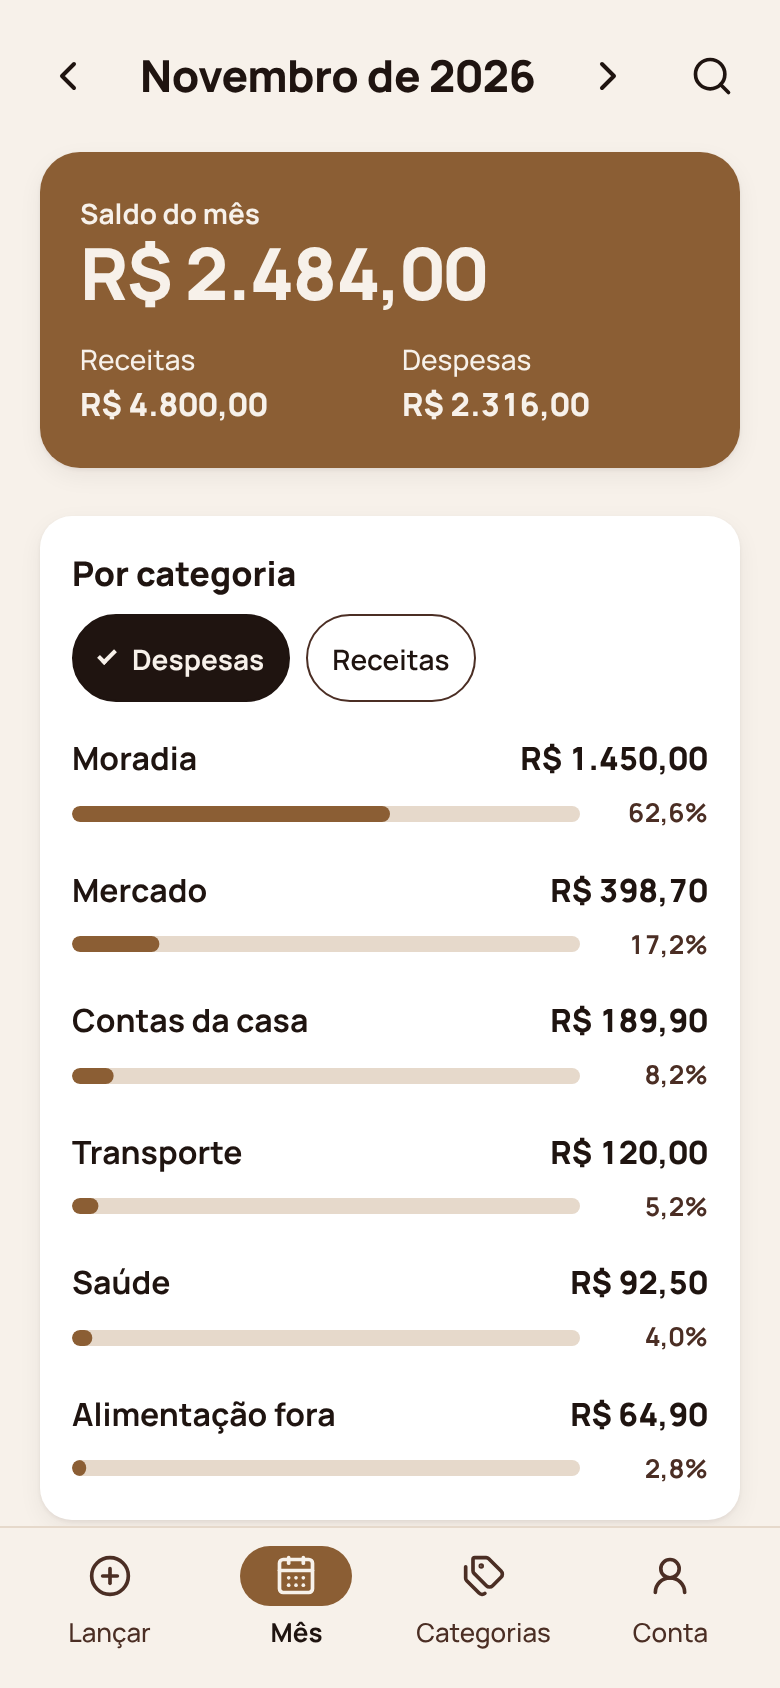 Novembro de 2026
Saldo do mês
R$ 2.484,00
Receitas Despesas
R$ 4.800,00 R$ 2.316,00
Por categoria
Despesas Receitas
Moradia R$ 1.450,00
62,6%
Mercado R$ 398,70
17,2%
Contas da casa R$ 189,90
8,2%
Transporte R$ 120,00
5,2%
Saúde R$ 92,50
4,0%
Alimentação fora R$ 64,90
2,8%
Lançar Mês Categorias Conta